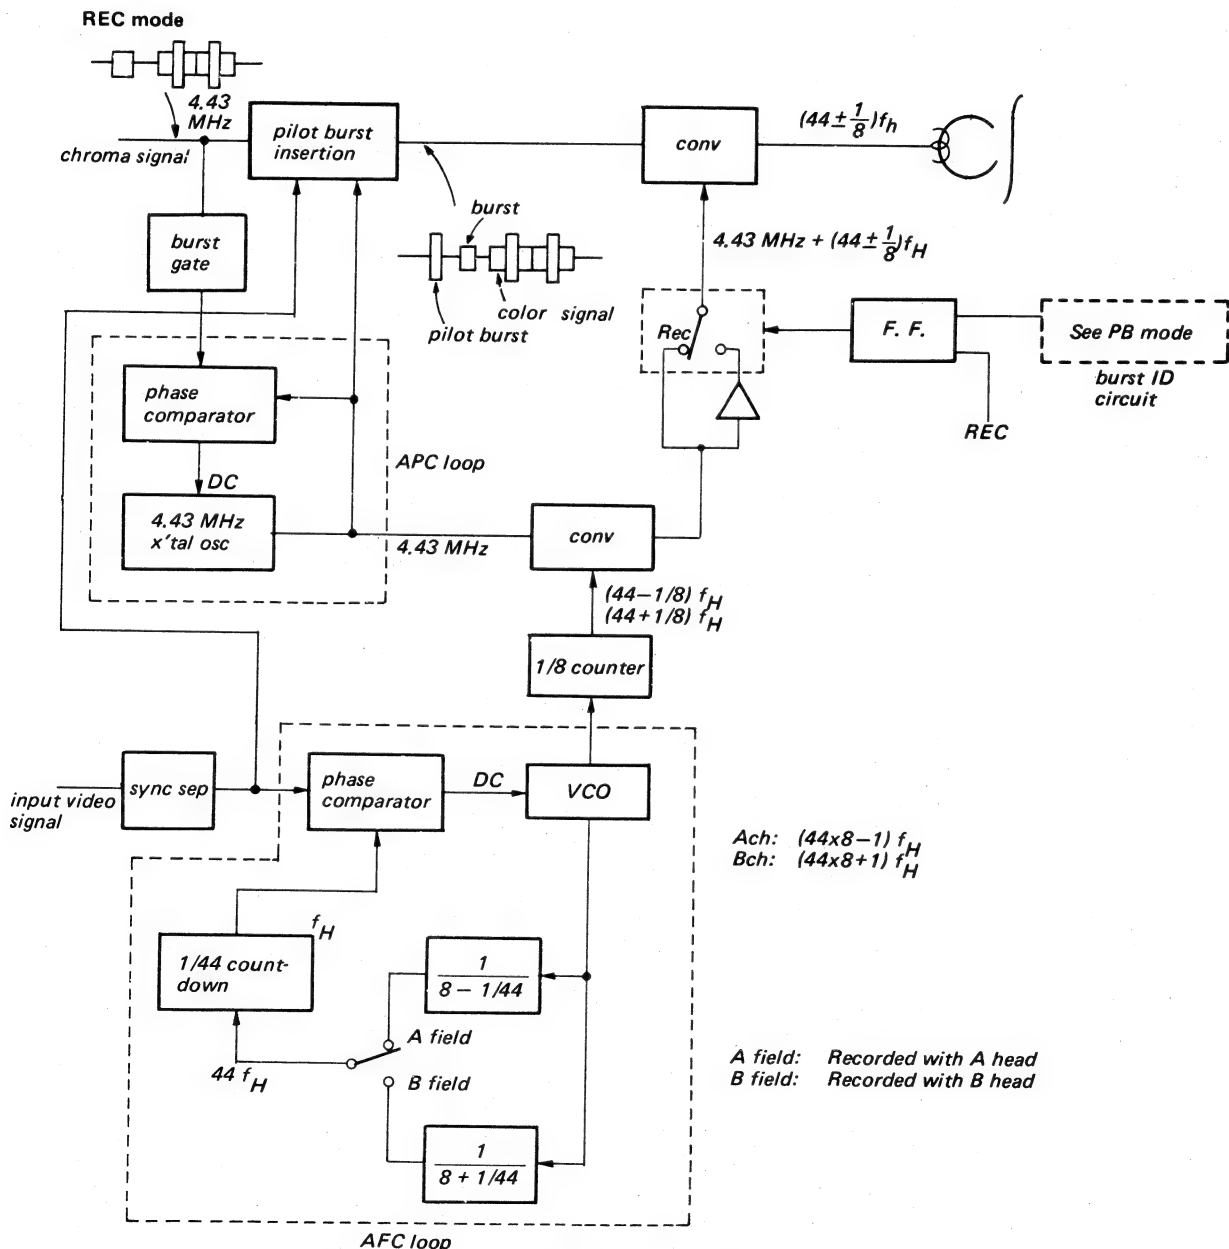 REC mode
4.43
MHz
chroma signal
pilot burst
insertion
conv
(44 ± 1/8)fh
burst
gate
burst
color signal
pilot burst
4.43 MHz + (44 ± 1/8)fH
Rec
F. F.
See PB mode
burst ID
circuit
REC
phase
comparator
DC
APC loop
4.43 MHz
x'tal osc
4.43 MHz
conv
(44−1/8) fH
(44+1/8) fH
1/8 counter
input video
signal
sync sep
phase
comparator
DC
VCO
Ach: (44x8−1) fH
Bch: (44x8+1) fH
fH
1/44 count-
down
1
8 − 1/44
A field
44 fH
B field
A field: Recorded with A head
B field: Recorded with B head
1
8 + 1/44
AFC loop